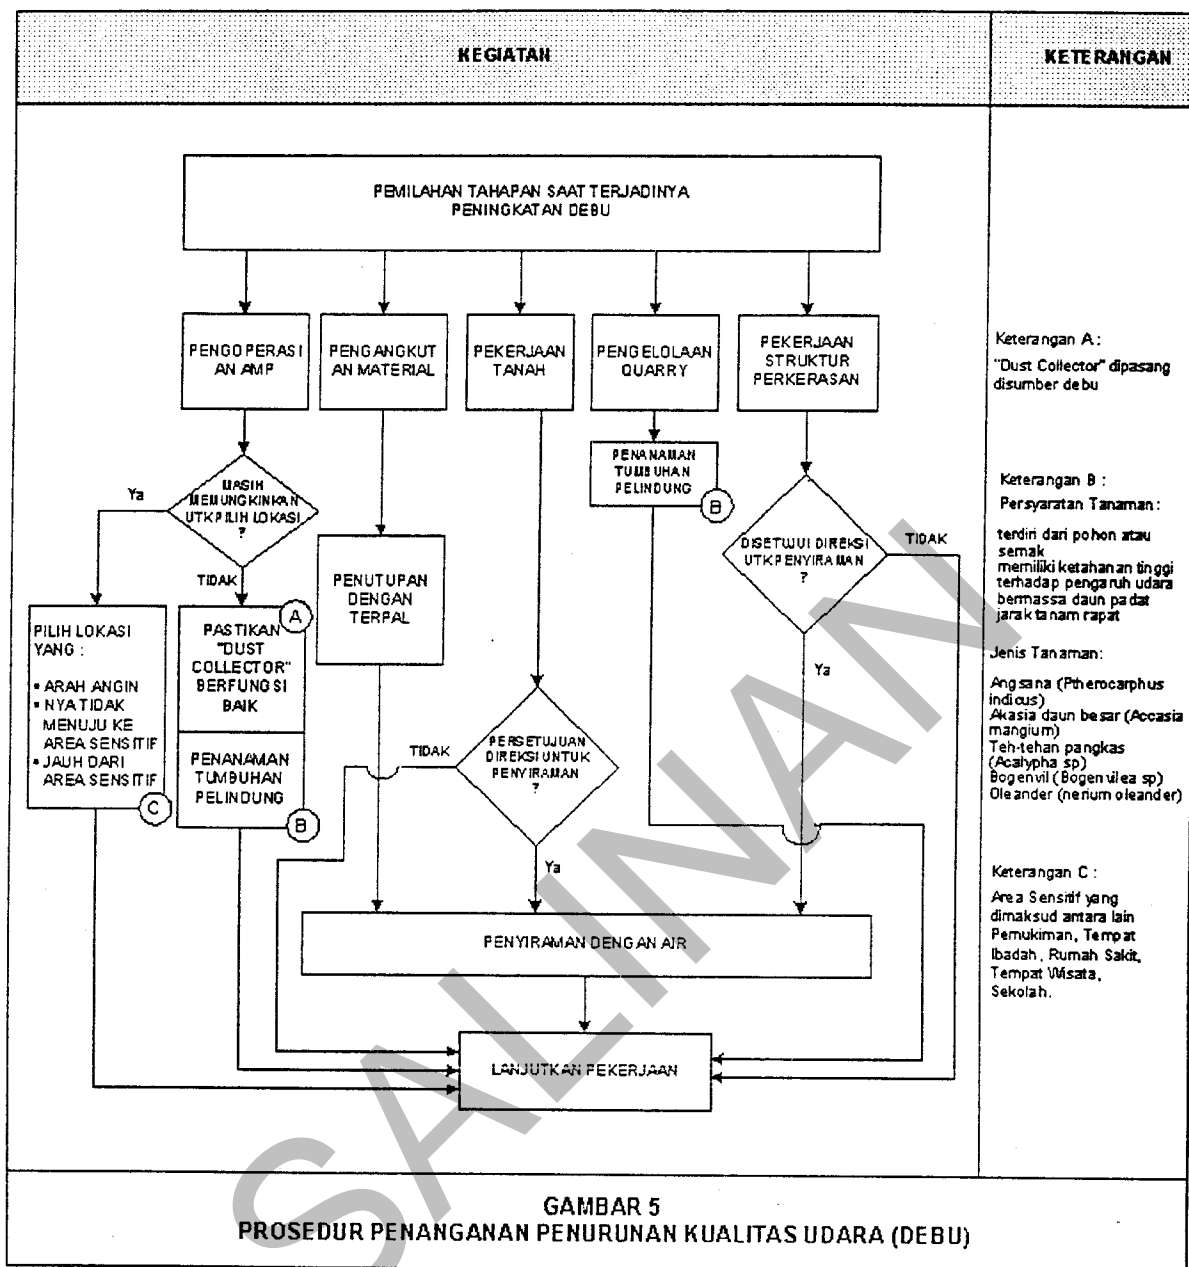 KEGIATAN
KETERANGAN
PEMILAHAN TAHAPAN SAAT TERJADINYA
PENINGKATAN DEBU
PENGOPERASI
AN AMP
PENGANGKUT
AN MATERIAL
PEKERJAAN
TANAH
PENGELOLAAN
QUARRY
PEKERJAAN
STRUKTUR
PERKERASAN
PENANAMAN
TUMBUHAN
PELINDUNG
B
MASIH
MEMUNGKINKAN
UTK PILIH LOKASI
?
Ya
TIDAK
DISETUJUI DIREKSI
UTK PENYIRAMAN
?
TIDAK
Ya
PILIH LOKASI
YANG :
▪ ARAH ANGIN
▪ NYA TIDAK
MENUJU KE
AREA SENSITIF
▪ JAUH DARI
AREA SENSITIF
C
A
PASTIKAN
"DUST
COLLECTOR"
BERFUNGSI
BAIK
PENANAMAN
TUMBUHAN
PELINDUNG
B
PENUTUPAN
DENGAN
TERPAL
TIDAK
PERSETUJUAN
DIREKSI UNTUK
PENYIRAMAN
?
Ya
PENYIRAMAN DENGAN AIR
LANJUTKAN PEKERJAAN
Keterangan A :
"Dust Collector" dipasang
disumber debu
Keterangan B :
Persyaratan Tanaman :
terdiri dari pohon atau
semak
memiliki ketahanan tinggi
terhadap pengaruh udara
bermassa daun padat
jarak tanam rapat
Jenis Tanaman:
Angsana (Ptherocarphus
indicus)
Akasia daun besar (Accasia
mangium)
Teh-tehan pangkas
(Acalypha sp)
Bogenvil (Bogenvilea sp)
Oleander (nerium oleander)
Keterangan C :
Area Sensitif yang
dimaksud antara lain
Pemukiman, Tempat
Ibadah, Rumah Sakit,
Tempat Wisata,
Sekolah.
SALINAN
GAMBAR 5
PROSEDUR PENANGANAN PENURUNAN KUALITAS UDARA (DEBU)